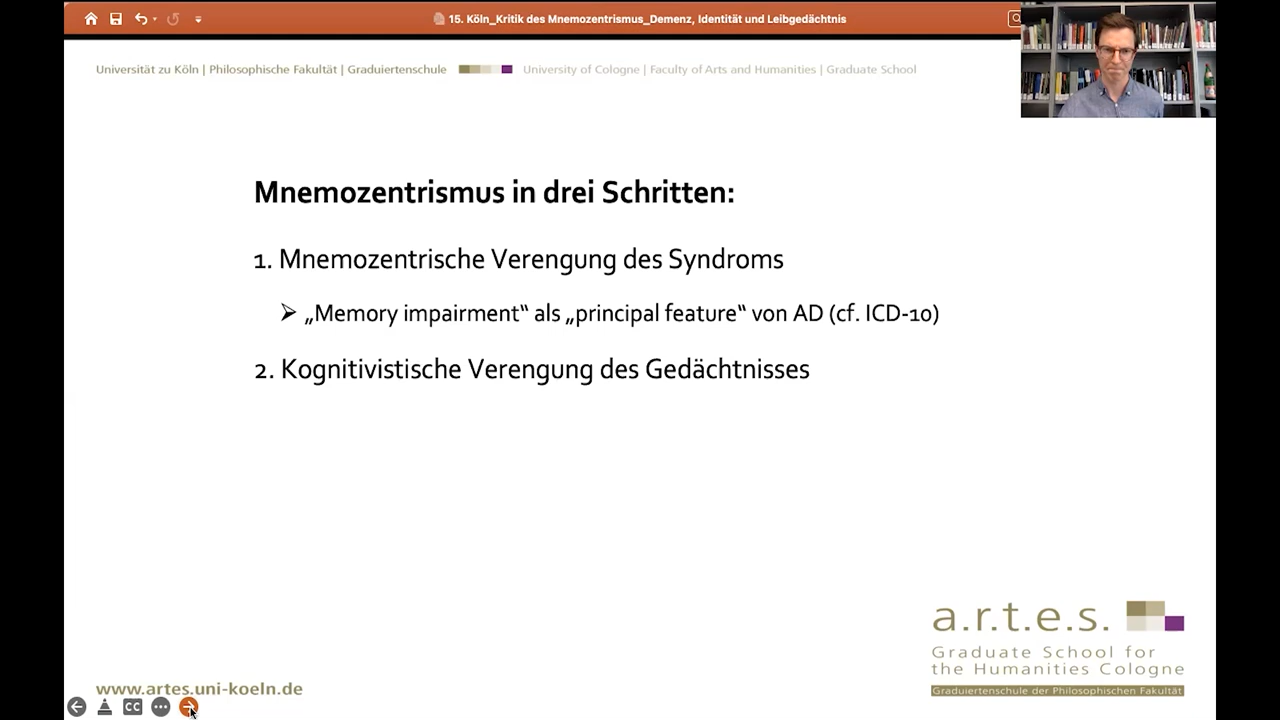 15. Köln_Kritik des Mnemozentrismus_Demenz, Identität und Leibgedächtnis
Universität zu Köln | Philosophische Fakultät | Graduiertenschule
University of Cologne | Faculty of Arts and Humanities | Graduate School
Mnemozentrismus in drei Schritten:
1. Mnemozentrische Verengung des Syndroms
➢ „Memory impairment“ als „principal feature“ von AD (cf. ICD-10)
2. Kognitivistische Verengung des Gedächtnisses
a.r.t.e.s.
Graduate School for
the Humanities Cologne
Graduiertenschule der Philosophischen Fakultät
www.artes.uni-koeln.de
CC